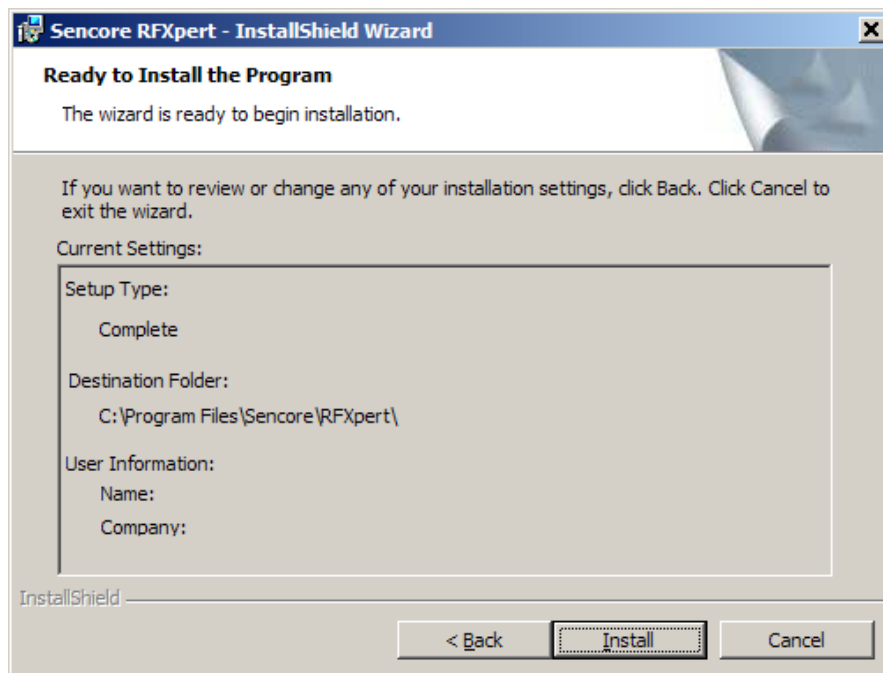 Sencore RFXpert - InstallShield Wizard
Ready to Install the Program
The wizard is ready to begin installation.
If you want to review or change any of your installation settings, click Back. Click Cancel to
exit the wizard.
Current Settings:
Setup Type:
Complete
Destination Folder:
C:\Program Files\Sencore\RFXpert\
User Information:
Name:
Company:
InstallShield
< Back
Install
Cancel